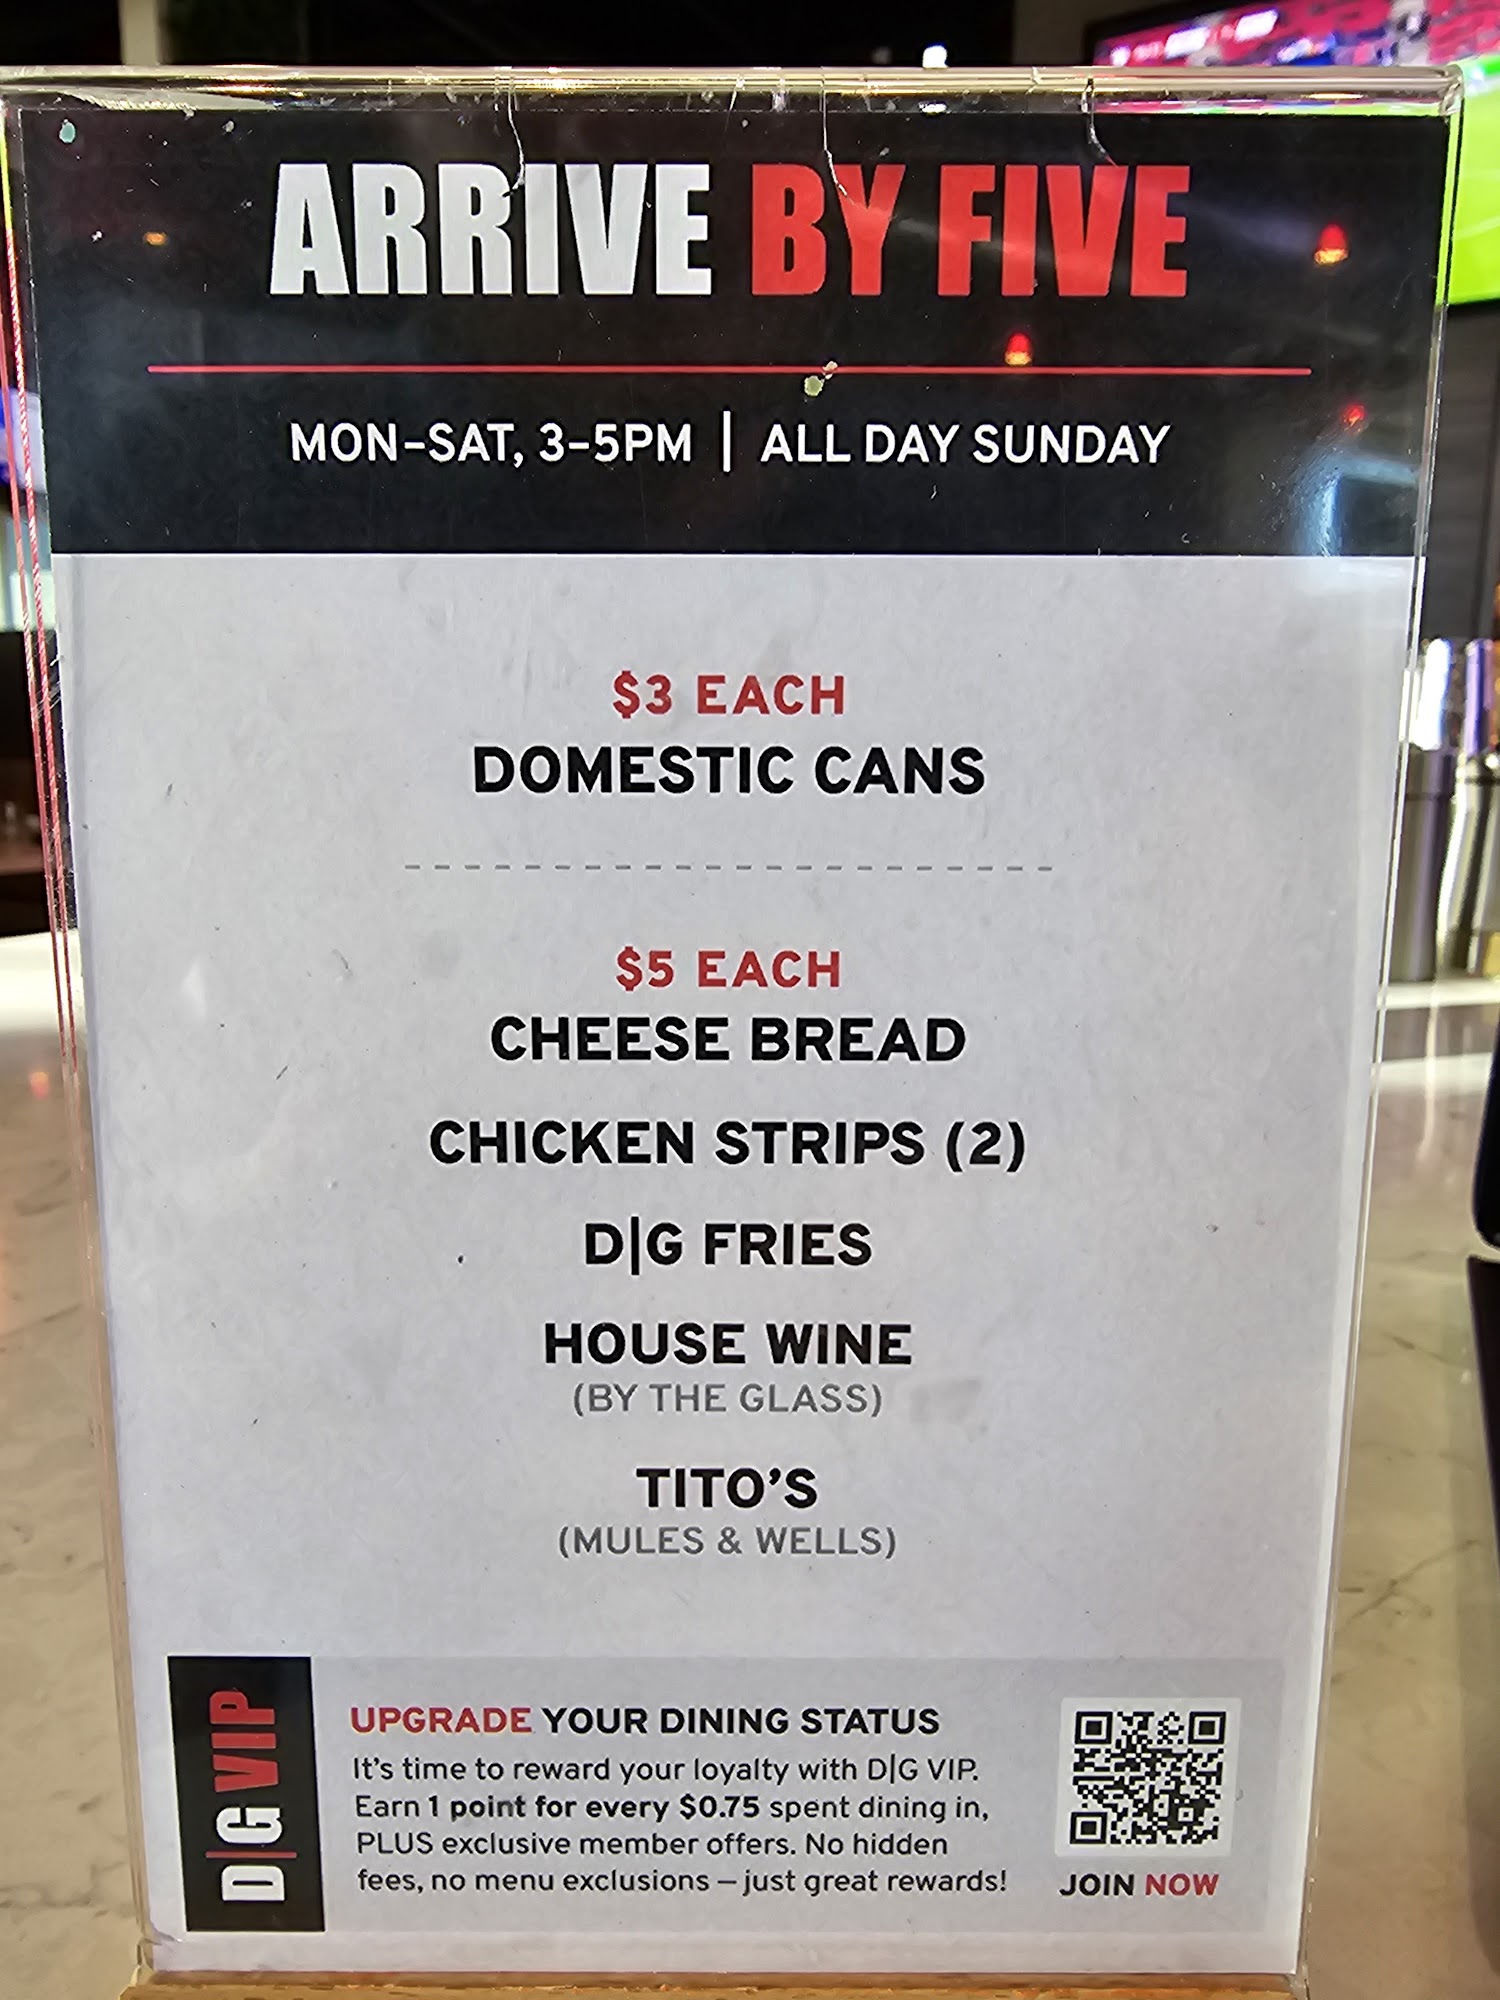 ARRIVE BY FIVE
MON-SAT, 3-5PM | ALL DAY SUNDAY
$3 EACH
DOMESTIC CANS
$5 EACH
CHEESE BREAD
CHICKEN STRIPS (2)
D|G FRIES
HOUSE WINE
(BY THE GLASS)
TITO'S
(MULES & WELLS)
D|G VIP
UPGRADE YOUR DINING STATUS
It's time to reward your loyalty with D|G VIP.
Earn 1 point for every $0.75 spent dining in,
PLUS exclusive member offers. No hidden
fees, no menu exclusions – just great rewards!
JOIN NOW